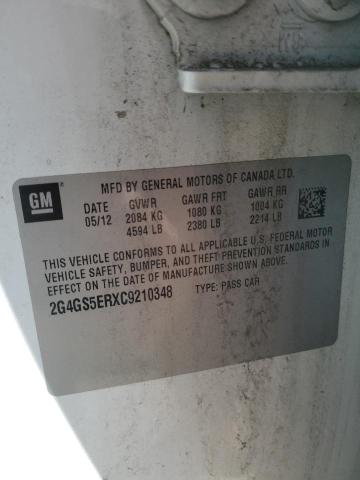 GM
MFD BY GENERAL MOTORS OF CANADA LTD.
DATE GVWR GAWR FRT GAWR RR
05/12 2084 KG 1080 KG 1004 KG
4594 LB 2380 LB 2214 LB
THIS VEHICLE CONFORMS TO ALL APPLICABLE U.S. FEDERAL MOTOR
VEHICLE SAFETY, BUMPER, AND THEFT PREVENTION STANDARDS IN
EFFECT ON THE DATE OF MANUFACTURE SHOWN ABOVE.
2G4GS5ERXC9210348 TYPE: PASS CAR